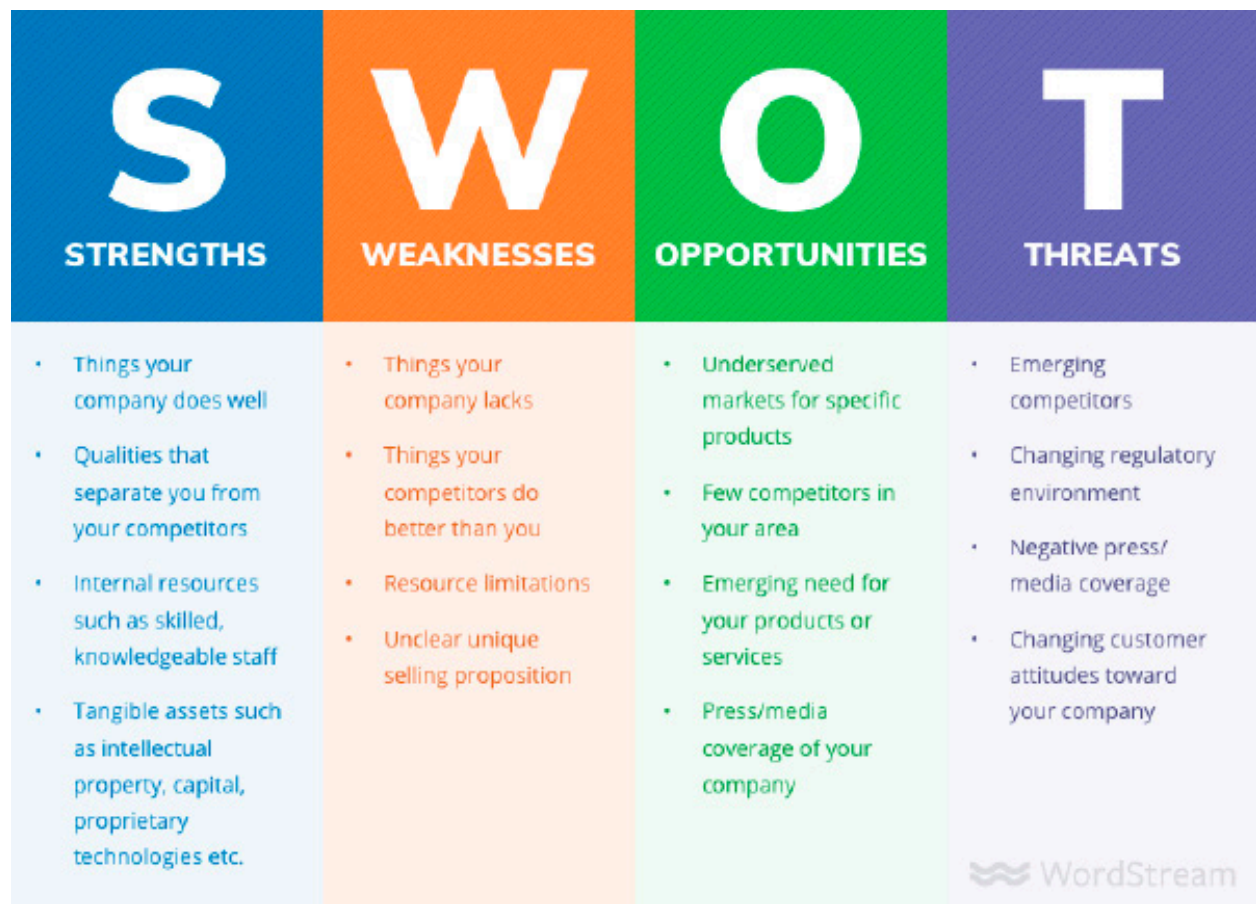 S
STRENGTHS
• Things your
company does well
• Qualities that
separate you from
your competitors
• Internal resources
such as skilled,
knowledgeable staff
• Tangible assets such
as intellectual
property, capital,
proprietary
technologies etc.
W
WEAKNESSES
• Things your
company lacks
• Things your
competitors do
better than you
• Resource limitations
• Unclear unique
selling proposition
O
OPPORTUNITIES
• Underserved
markets for specific
products
• Few competitors in
your area
• Emerging need for
your products or
services
• Press/media
coverage of your
company
T
THREATS
• Emerging
competitors
• Changing regulatory
environment
• Negative press/
media coverage
• Changing customer
attitudes toward
your company
WordStream